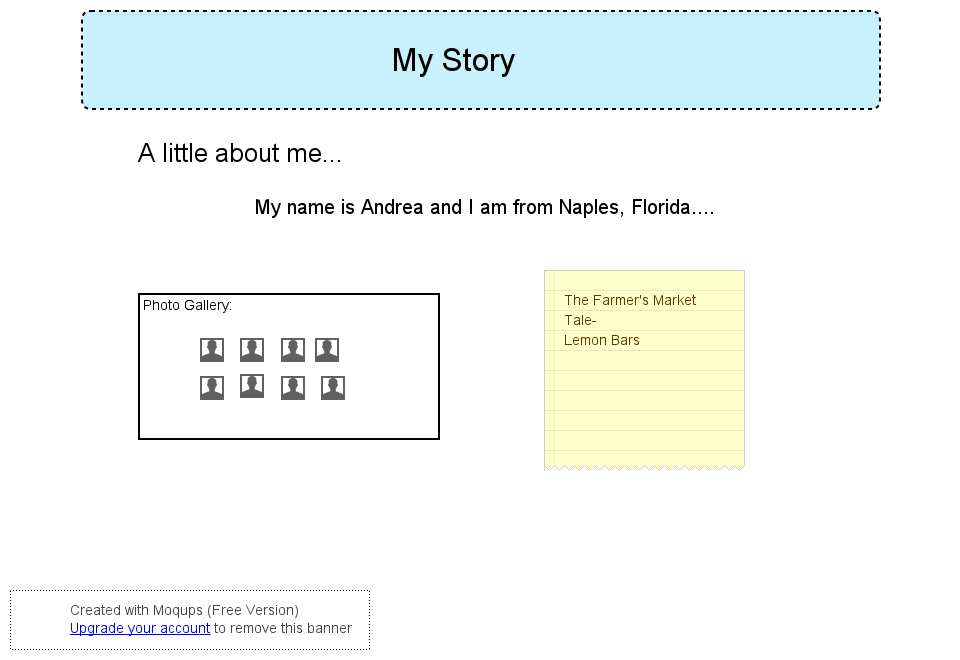 My Story
A little about me...
My name is Andrea and I am from Naples, Florida....
Photo Gallery:
The Farmer's Market
Tale-
Lemon Bars
Created with Moqups (Free Version)
Upgrade your account to remove this banner